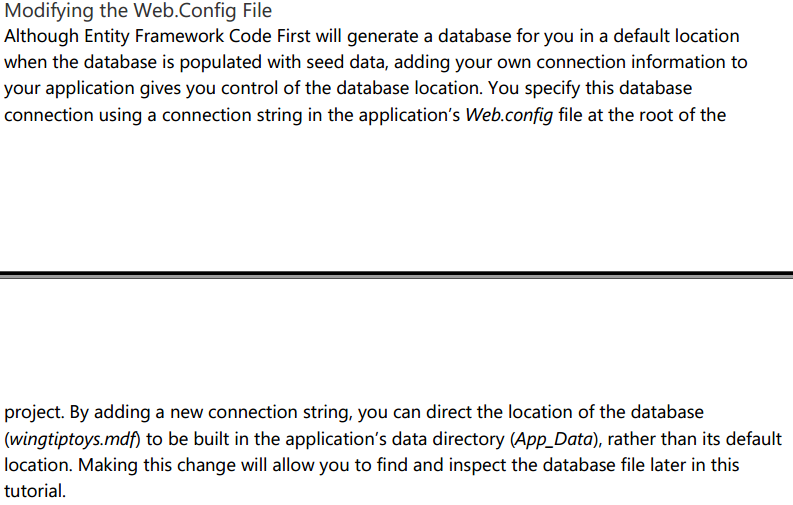 Modifying the Web.Config File
Although Entity Framework Code First will generate a database for you in a default location
when the database is populated with seed data, adding your own connection information to
your application gives you control of the database location. You specify this database
connection using a connection string in the application’s Web.config file at the root of the
project. By adding a new connection string, you can direct the location of the database
(wingtiptoys.mdf) to be built in the application’s data directory (App_Data), rather than its default
location. Making this change will allow you to find and inspect the database file later in this
tutorial.